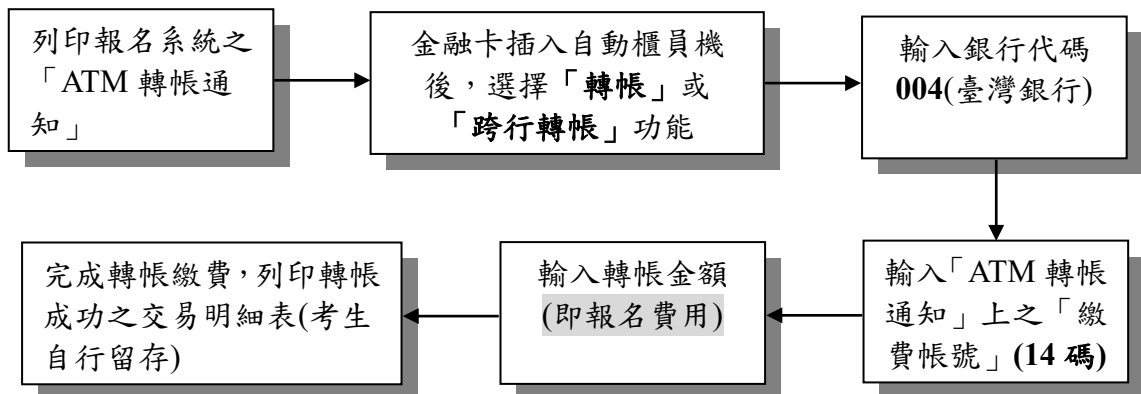 列印報名系統之
「ATM 轉帳通
知」
金融卡插入自動櫃員機
後，選擇「轉帳」或
「跨行轉帳」功能
輸入銀行代碼
004(臺灣銀行)
輸入「ATM 轉帳
通知」上之「繳
費帳號」(14 碼)
輸入轉帳金額
(即報名費用)
完成轉帳繳費，列印轉帳
成功之交易明細表(考生
自行留存)